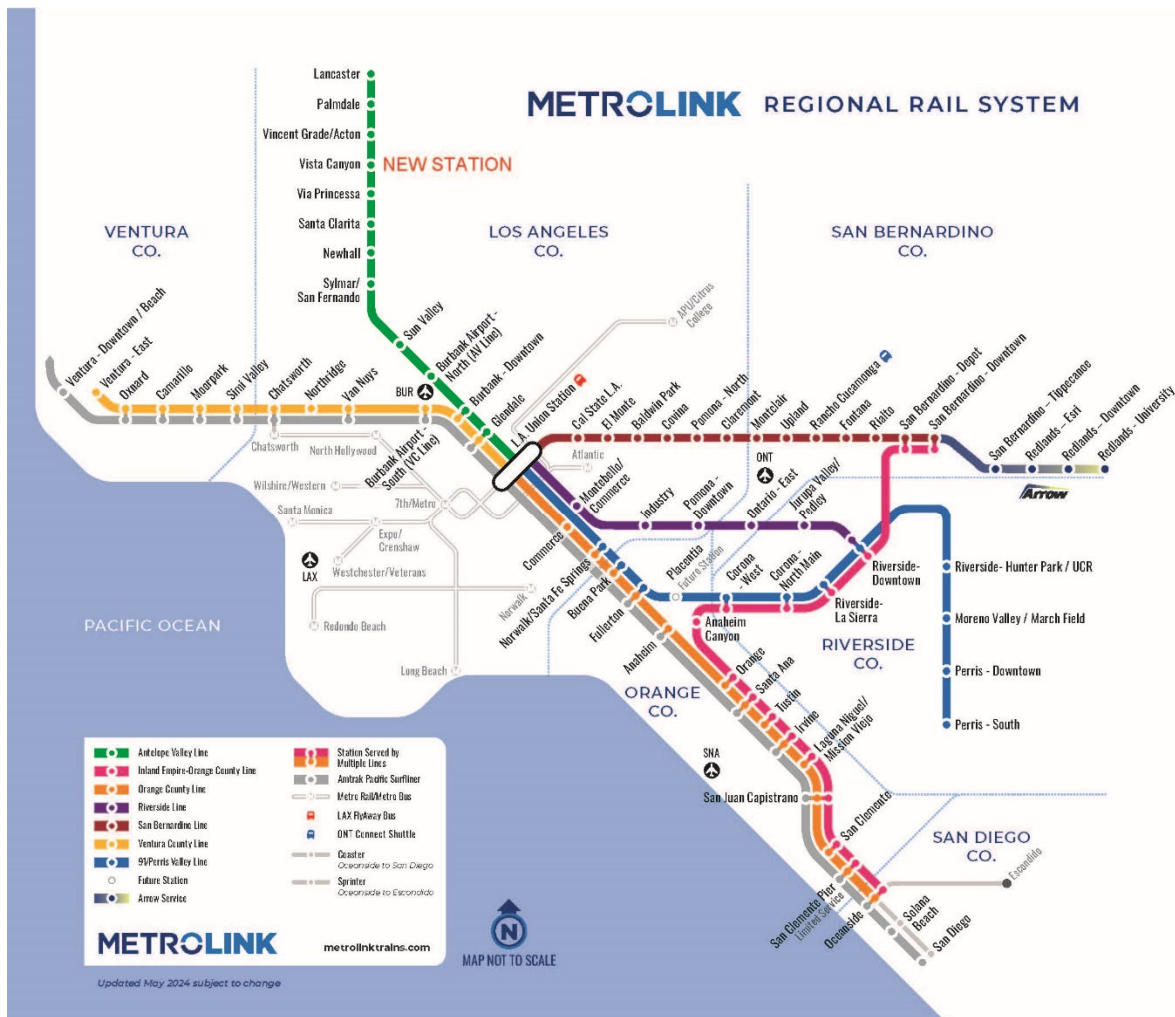 METROLINK REGIONAL RAIL SYSTEM
Lancaster
Palmdale
Vincent Grade/Acton
Vista Canyon
NEW STATION
Via Princessa
Santa Clarita
Newhall
Sylmar/
San Fernando
VENTURA
CO.
LOS ANGELES
CO.
SAN BERNARDINO
CO.
Sun Valley
Burbank Airport -
North (AV Line)
Burbank - Downtown
Glendale
L.A. Union Station
APU/Citrus
College
Ventura - Downtown / Beach
Ventura - East
Oxnard
Camarillo
Moorpark
Simi Valley
Chatsworth
Northridge
Van Nuys
BUR
Burbank Airport -
South (VC Line)
Cal State L.A.
El Monte
Baldwin Park
Covina
Pomona - North
Claremont
Montclair
Upland
Rancho Cucamonga
Fontana
Rialto
San Bernardino - Depot
San Bernardino - Downtown
San Bernardino - Tippecanoe
Redlands - Esri
Redlands - Downtown
Redlands - University
Arrow
Chatsworth
North Hollywood
Wilshire/Western
7th/Metro
Santa Monica
Expo/
Crenshaw
LAX
Westchester/Veterans
Redondo Beach
Norwalk
Long Beach
Atlantic
ONT
Montebello/
Commerce
Industry
Pomona -
Downtown
Ontario - East
Jurupa Valley/
Pedley
Commerce
Norwalk/Santa Fe Springs
Buena Park
Fullerton
Anaheim
Placentia
Future Station
Corona
- West
Corona -
North Main
Riverside-
Downtown
Riverside-
La Sierra
Anaheim
Canyon
Riverside- Hunter Park / UCR
Moreno Valley / March Field
Perris - Downtown
Perris - South
PACIFIC OCEAN
RIVERSIDE
CO.
ORANGE
CO.
Orange
Santa Ana
Tustin
Irvine
Laguna Niguel/
Mission Viejo
SNA
San Juan Capistrano
San Clemente
San Clemente Pier
Limited Service
Oceanside
SAN DIEGO
CO.
Escondido
Solana
Beach
San Diego
Antelope Valley Line
Inland Empire-Orange County Line
Orange County Line
Riverside Line
San Bernardino Line
Ventura County Line
91/Perris Valley Line
Future Station
Arrow Service
Station Served by
Multiple Lines
Amtrak Pacific Surfliner
Metro Rail/Metro Bus
LAX FlyAway Bus
ONT Connect Shuttle
Coaster
Oceanside to San Diego
Sprinter
Oceanside to Escondido
METROLINK
metrolinktrains.com
N
MAP NOT TO SCALE
Updated May 2024 subject to change